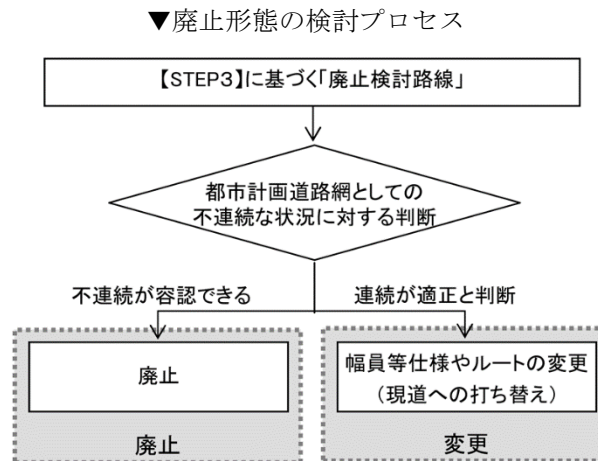 ▼廃止形態の検討プロセス
【STEP3】に基づく「廃止検討路線」
都市計画道路網としての
不連続な状況に対する判断
不連続が容認できる
連続が適正と判断
廃止
幅員等仕様やルートの変更
（現道への打ち替え）
廃止
変更